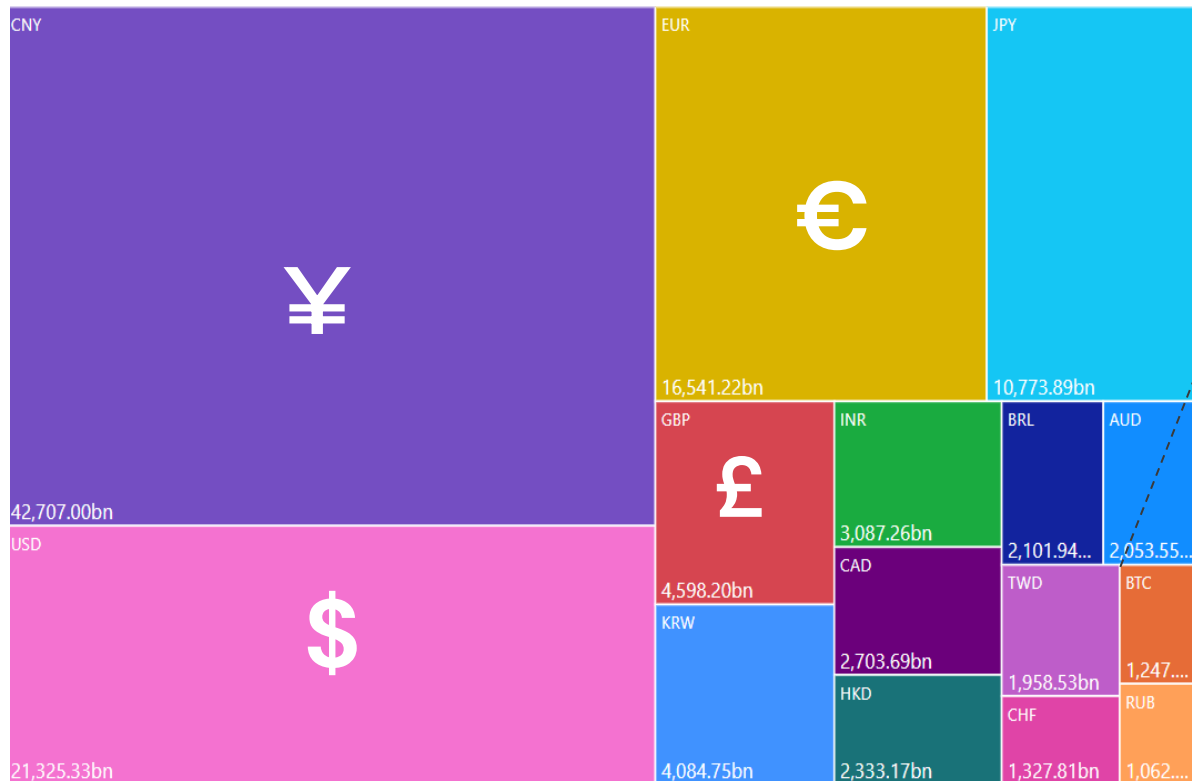 CNY
¥
42,707.00bn
USD
$
21,325.33bn
EUR
€
16,541.22bn
JPY
10,773.89bn
GBP
£
4,598.20bn
KRW
4,084.75bn
INR
3,087.26bn
CAD
2,703.69bn
HKD
2,333.17bn
BRL
2,101.94...
AUD
2,053.55...
TWD
1,958.53bn
CHF
1,327.81bn
BTC
1,247....
RUB
1,062....